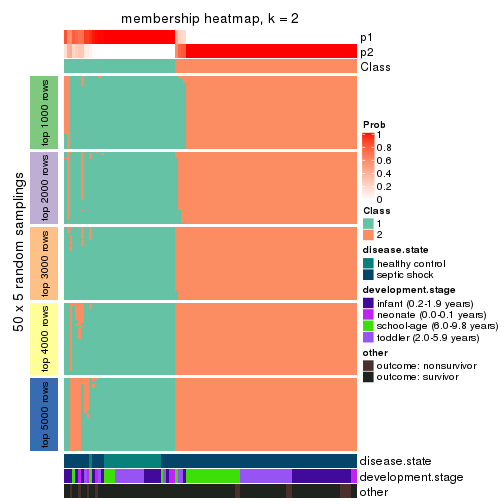 membership heatmap, k = 2
p1
p2
Class
50 x 5 random samplings
top 1000 rows
top 2000 rows
top 3000 rows
top 4000 rows
top 5000 rows
Prob
1
0.8
0.6
0.4
0.2
0
Class
1
2
disease.state
healthy control
septic shock
development.stage
infant (0.2-1.9 years)
neonate (0.0-0.1 years)
school-age (6.0-9.8 years)
toddler (2.0-5.9 years)
other
outcome: nonsurvivor
outcome: survivor
disease.state
development.stage
other